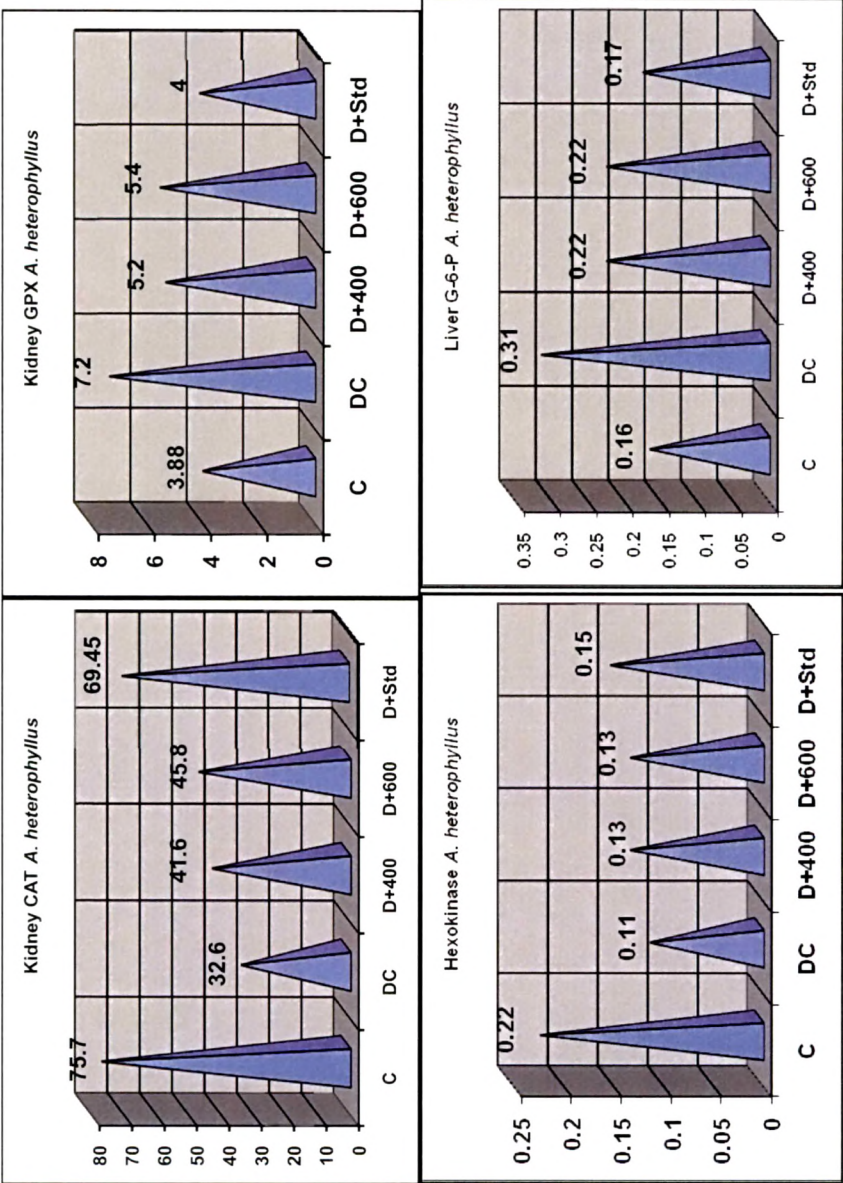 Kidney CAT A. heterophyllus
80
70
60
50
40
30
20
10
0
75.7
32.6
41.6
45.8
69.45
C
DC
D+400
D+600
D+Std
Kidney GPX A. heterophyllus
8
6
4
2
0
3.88
7.2
5.2
5.4
4
C
DC
D+400
D+600
D+Std
Hexokinase A. heterophyllus
0.25
0.2
0.15
0.1
0.05
0
0.22
0.11
0.13
0.13
0.15
C
DC
D+400
D+600
D+Std
Liver G-6-P A. heterophyllus
0.35
0.3
0.25
0.2
0.15
0.1
0.05
0
0.16
0.31
0.22
0.22
0.17
C
DC
D+400
D+600
D+Std